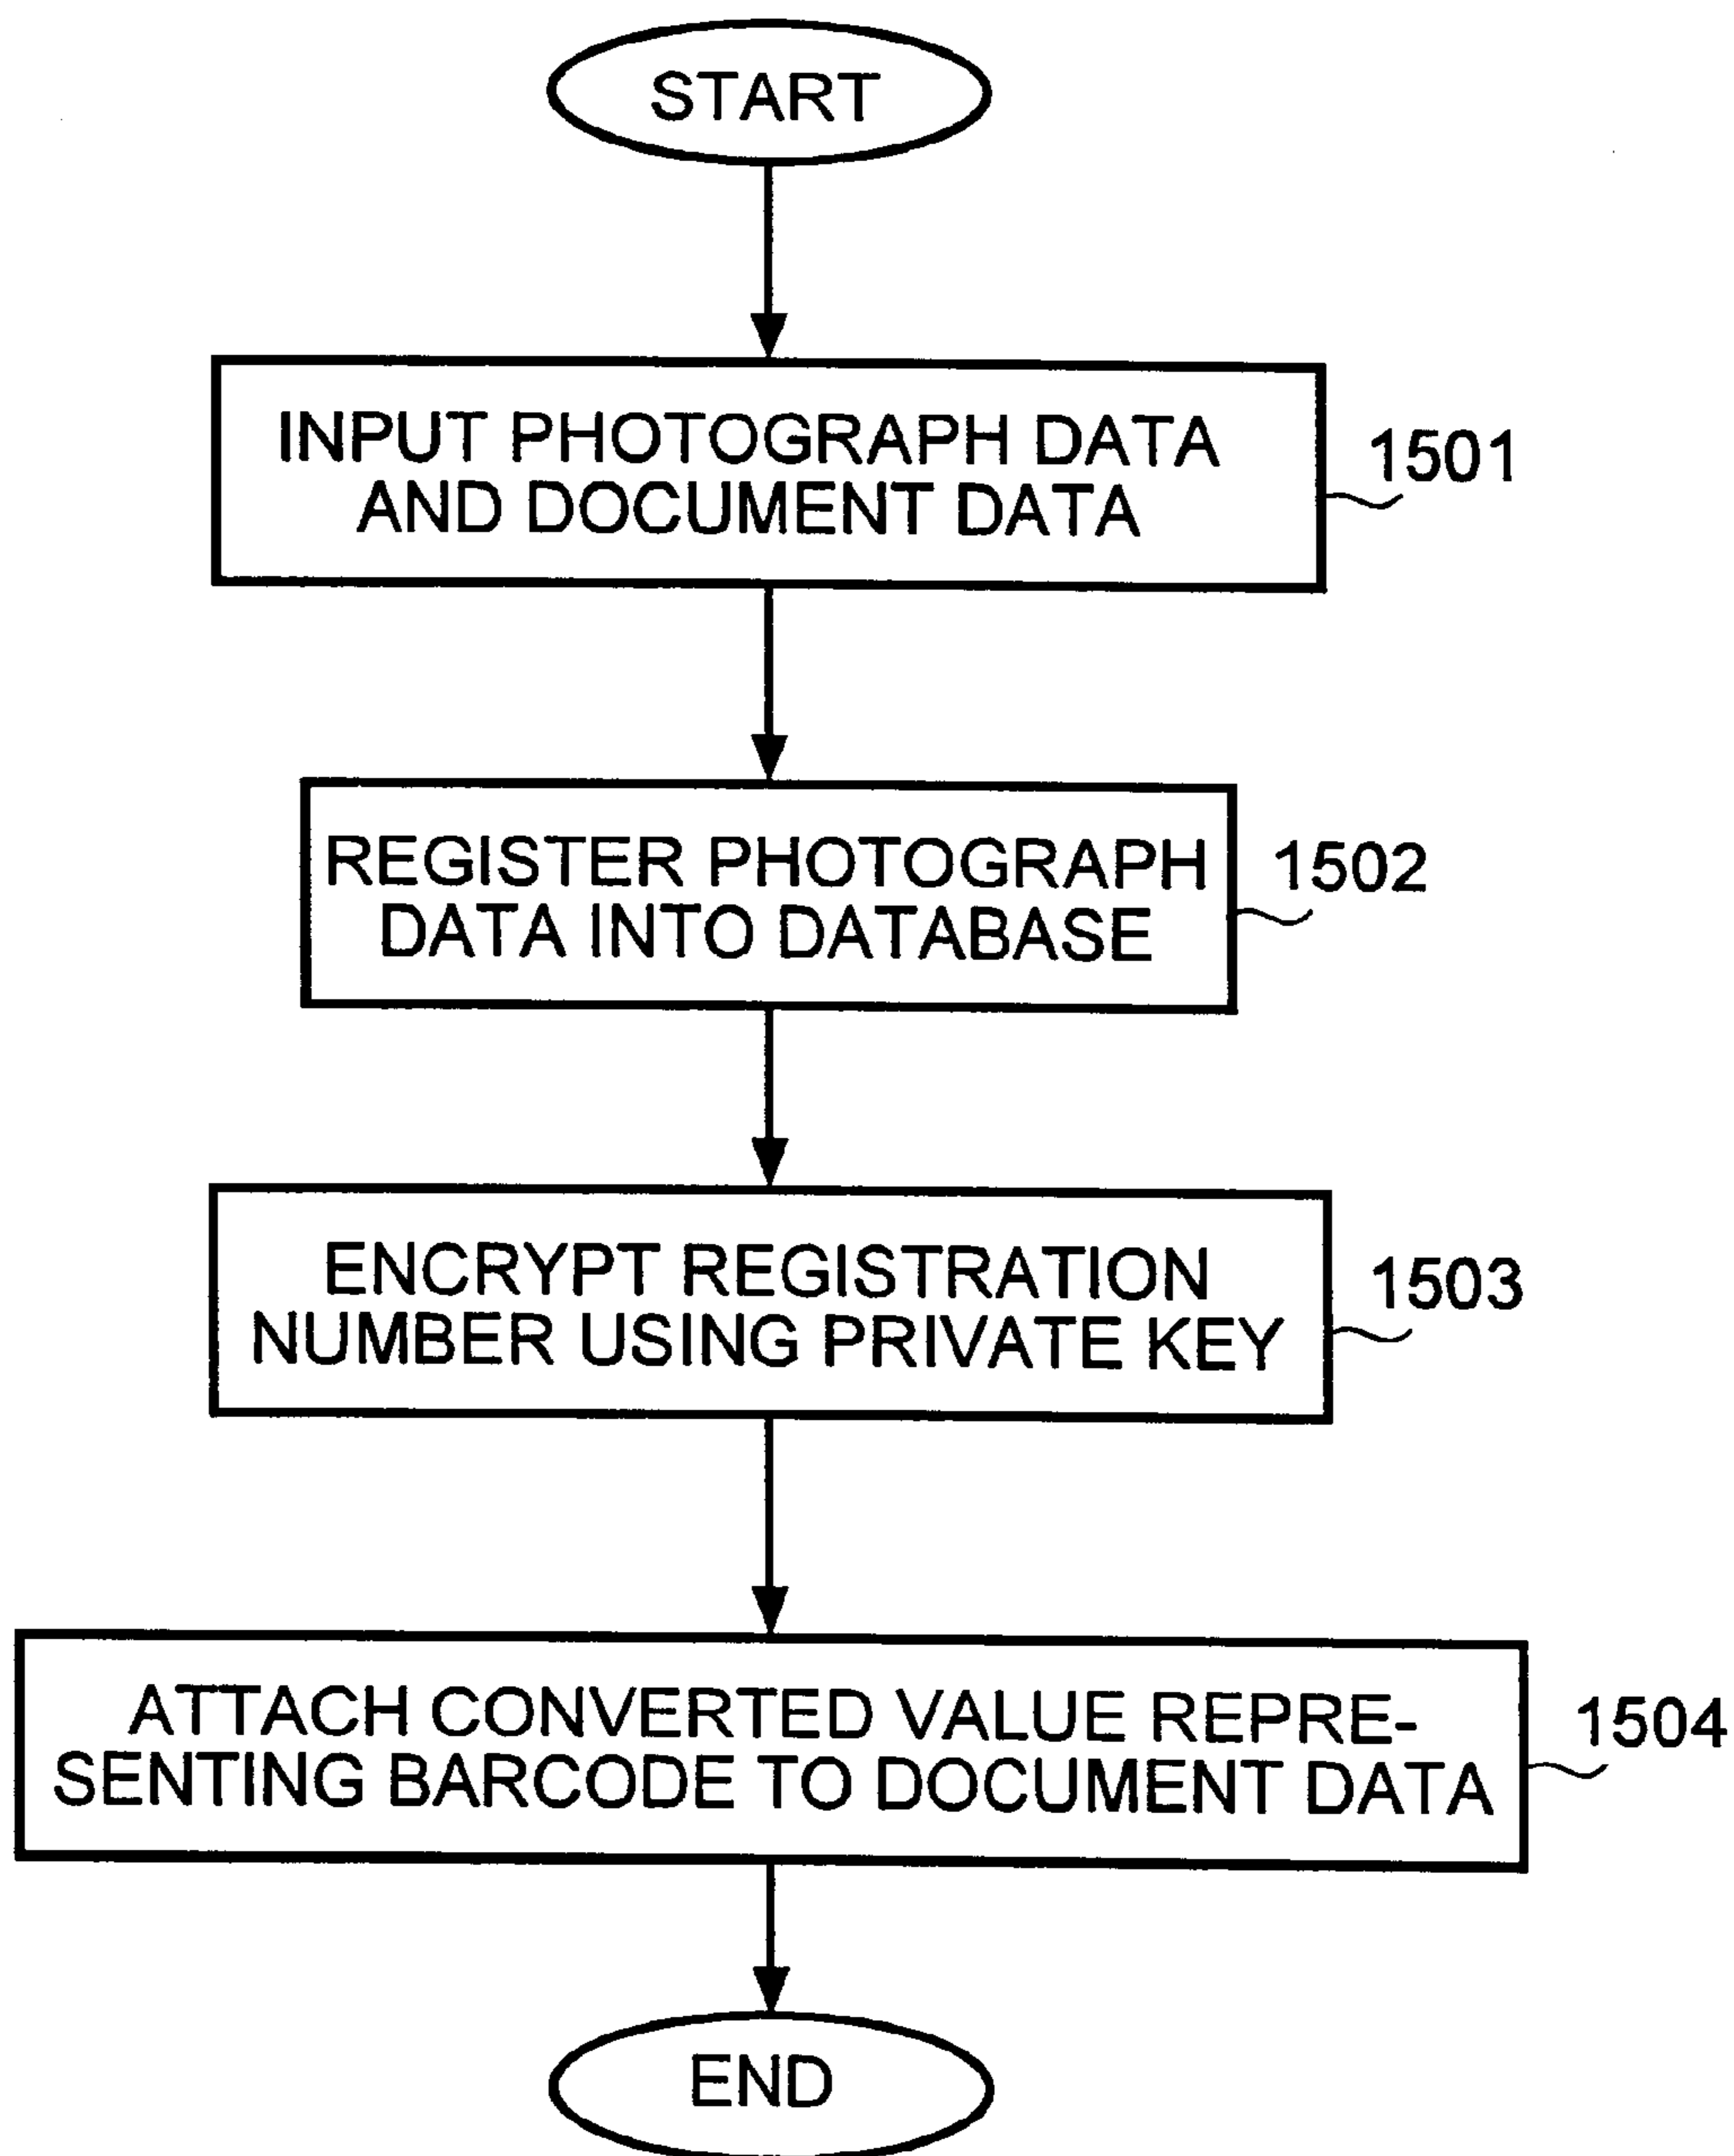 START
INPUT PHOTOGRAPH DATA
AND DOCUMENT DATA
1501
REGISTER PHOTOGRAPH
DATA INTO DATABASE
1502
ENCRYPT REGISTRATION
NUMBER USING PRIVATE KEY
1503
ATTACH CONVERTED VALUE REPRE-
SENTING BARCODE TO DOCUMENT DATA
1504
END